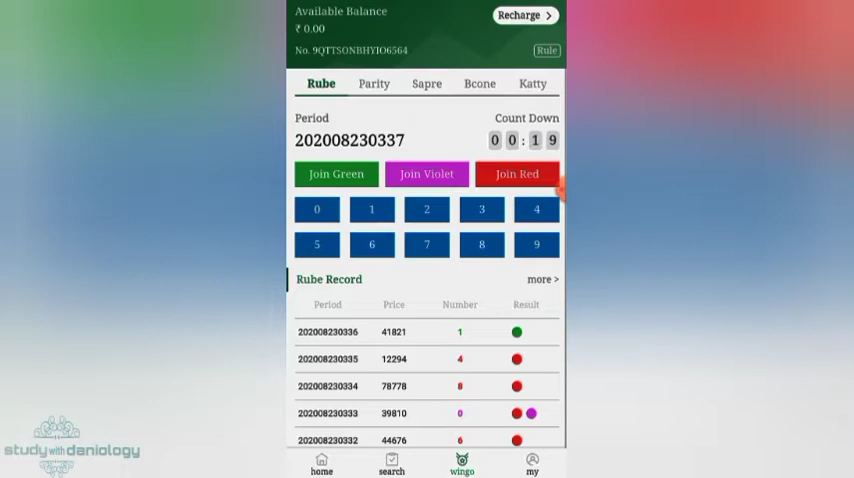 Available Balance
Recharge >
₹ 0.00
No. 9QTTSONBHYIO6564
Rule
Rube Parity Sapre Bcone Katty
Period Count Down
202008230337 0 0 : 1 9
Join Green Join Violet Join Red
0 1 2 3 4
5 6 7 8 9
Rube Record more >
Period Price Number Result
202008230336 41821 1
202008230335 12294 4
202008230334 78778 8
202008230333 39810 0
202008230332 44676 6
home search wingo my
study with daniology